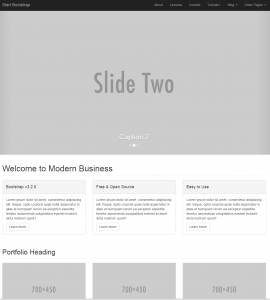 Start Bootstrap
About Services Contact Portfolio Blog Other Pages
Slide Two
Caption 2
Welcome to Modern Business
Bootstrap v3.2.0
Free & Open Source
Easy to Use
Lorem ipsum dolor sit amet, consectetur adipisicing
elit. Itaque, optio corporis quae nulla aspernatur in
alias at numquam rerum ea excepturi expedita
tenetur assumenda voluptatibus eveniet incidunt
dicta nostrum quod?
Lorem ipsum dolor sit amet, consectetur adipisicing
elit. Itaque, optio corporis quae nulla aspernatur in
alias at numquam rerum ea excepturi expedita
tenetur assumenda voluptatibus eveniet incidunt
dicta nostrum quod?
Lorem ipsum dolor sit amet, consectetur adipisicing
elit. Itaque, optio corporis quae nulla aspernatur in
alias at numquam rerum ea excepturi expedita
tenetur assumenda voluptatibus eveniet incidunt
dicta nostrum quod?
Learn More
Learn More
Learn More
Portfolio Heading
700×450
700×450
700×450